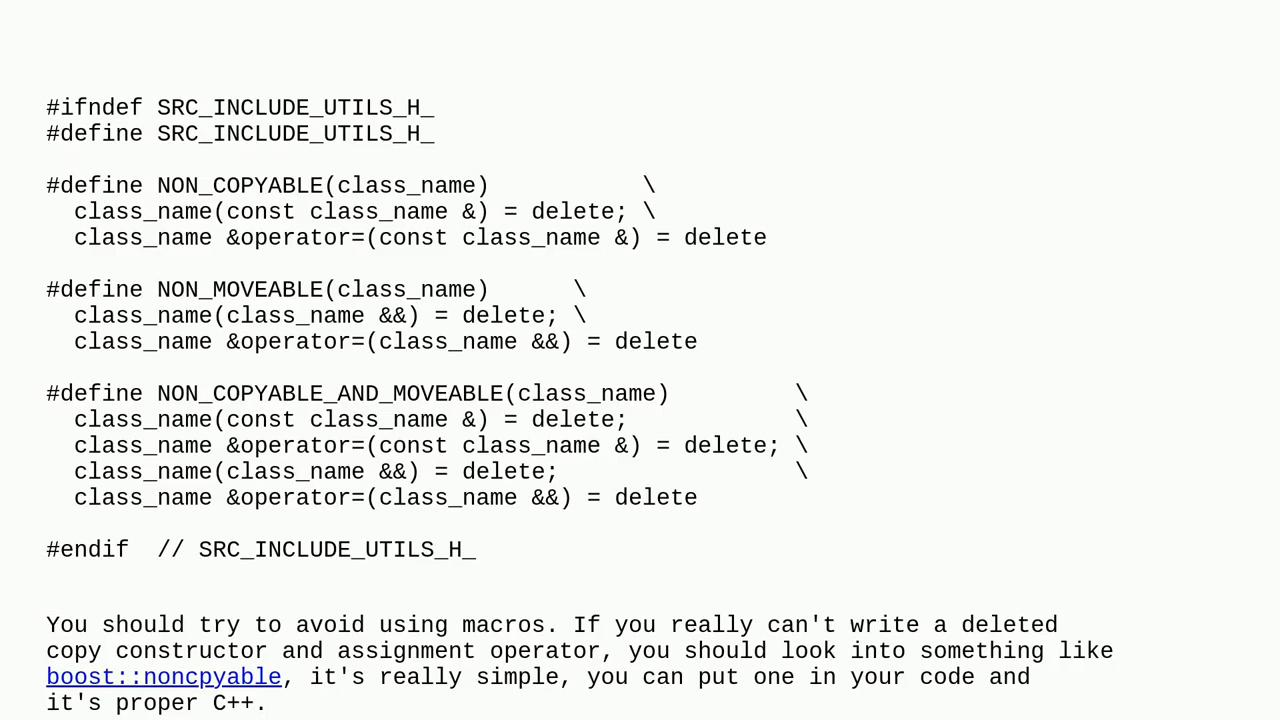 #ifndef SRC_INCLUDE_UTILS_H_
#define SRC_INCLUDE_UTILS_H_
#define NON_COPYABLE(class_name)           \
  class_name(const class_name &) = delete; \
  class_name &operator=(const class_name &) = delete
#define NON_MOVEABLE(class_name)      \
  class_name(class_name &&) = delete; \
  class_name &operator=(class_name &&) = delete
#define NON_COPYABLE_AND_MOVEABLE(class_name)         \
  class_name(const class_name &) = delete;            \
  class_name &operator=(const class_name &) = delete; \
  class_name(class_name &&) = delete;                 \
  class_name &operator=(class_name &&) = delete
#endif  // SRC_INCLUDE_UTILS_H_
You should try to avoid using macros. If you really can't write a deleted
copy constructor and assignment operator, you should look into something like
boost::noncpyable, it's really simple, you can put one in your code and
it's proper C++.